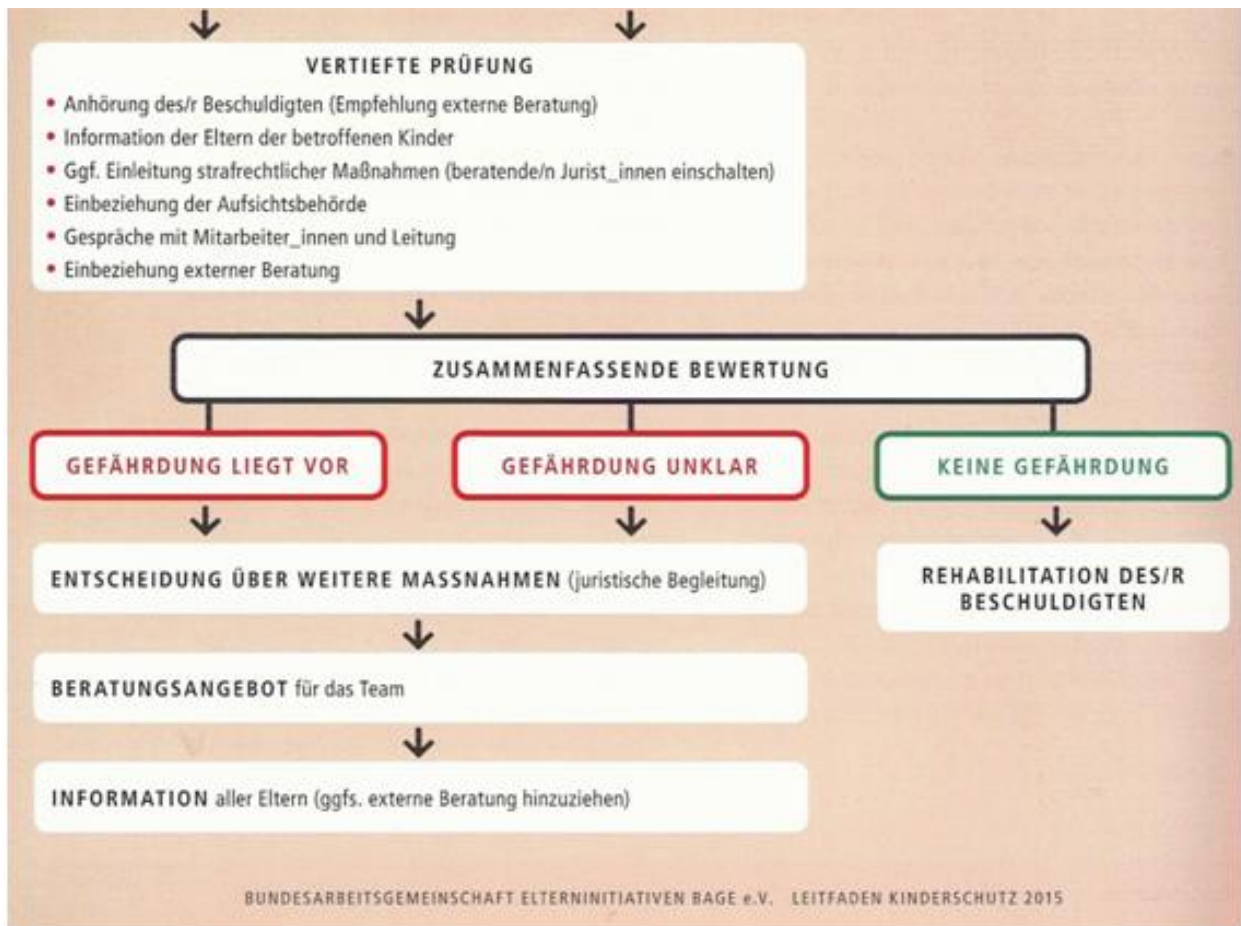 VERTIEFTE PRÜFUNG
• Anhörung des/r Beschuldigten (Empfehlung externe Beratung)
• Information der Eltern der betroffenen Kinder
• Ggf. Einleitung strafrechtlicher Maßnahmen (beratende/n Jurist_innen einschalten)
• Einbeziehung der Aufsichtsbehörde
• Gespräche mit Mitarbeiter_innen und Leitung
• Einbeziehung externer Beratung
ZUSAMMENFASSENDE BEWERTUNG
GEFÄHRDUNG LIEGT VOR
GEFÄHRDUNG UNKLAR
KEINE GEFÄHRDUNG
ENTSCHEIDUNG ÜBER WEITERE MASSNAHMEN (juristische Begleitung)
REHABILITATION DES/R
BESCHULDIGTEN
BERATUNGSANGEBOT für das Team
INFORMATION aller Eltern (ggfs. externe Beratung hinzuziehen)
BUNDESARBEITSGEMEINSCHAFT ELTERNINITIATIVEN BAGE e.V. LEITFADEN KINDERSCHUTZ 2015